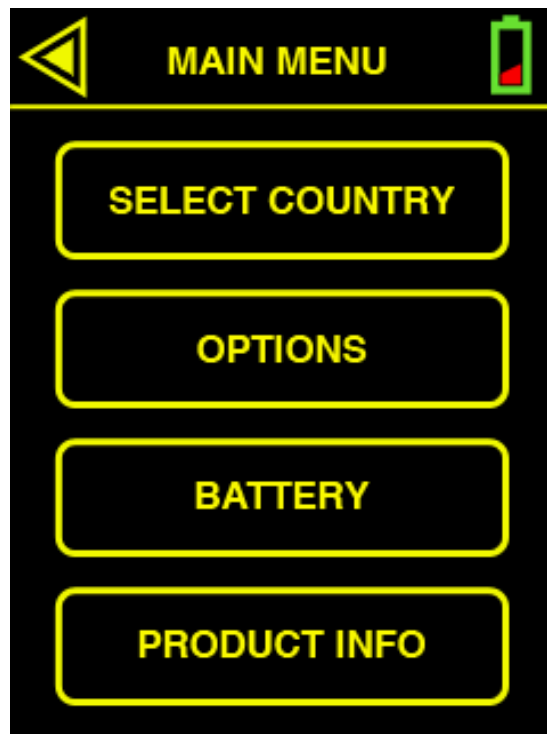 MAIN MENU
SELECT COUNTRY
OPTIONS
BATTERY
PRODUCT INFO